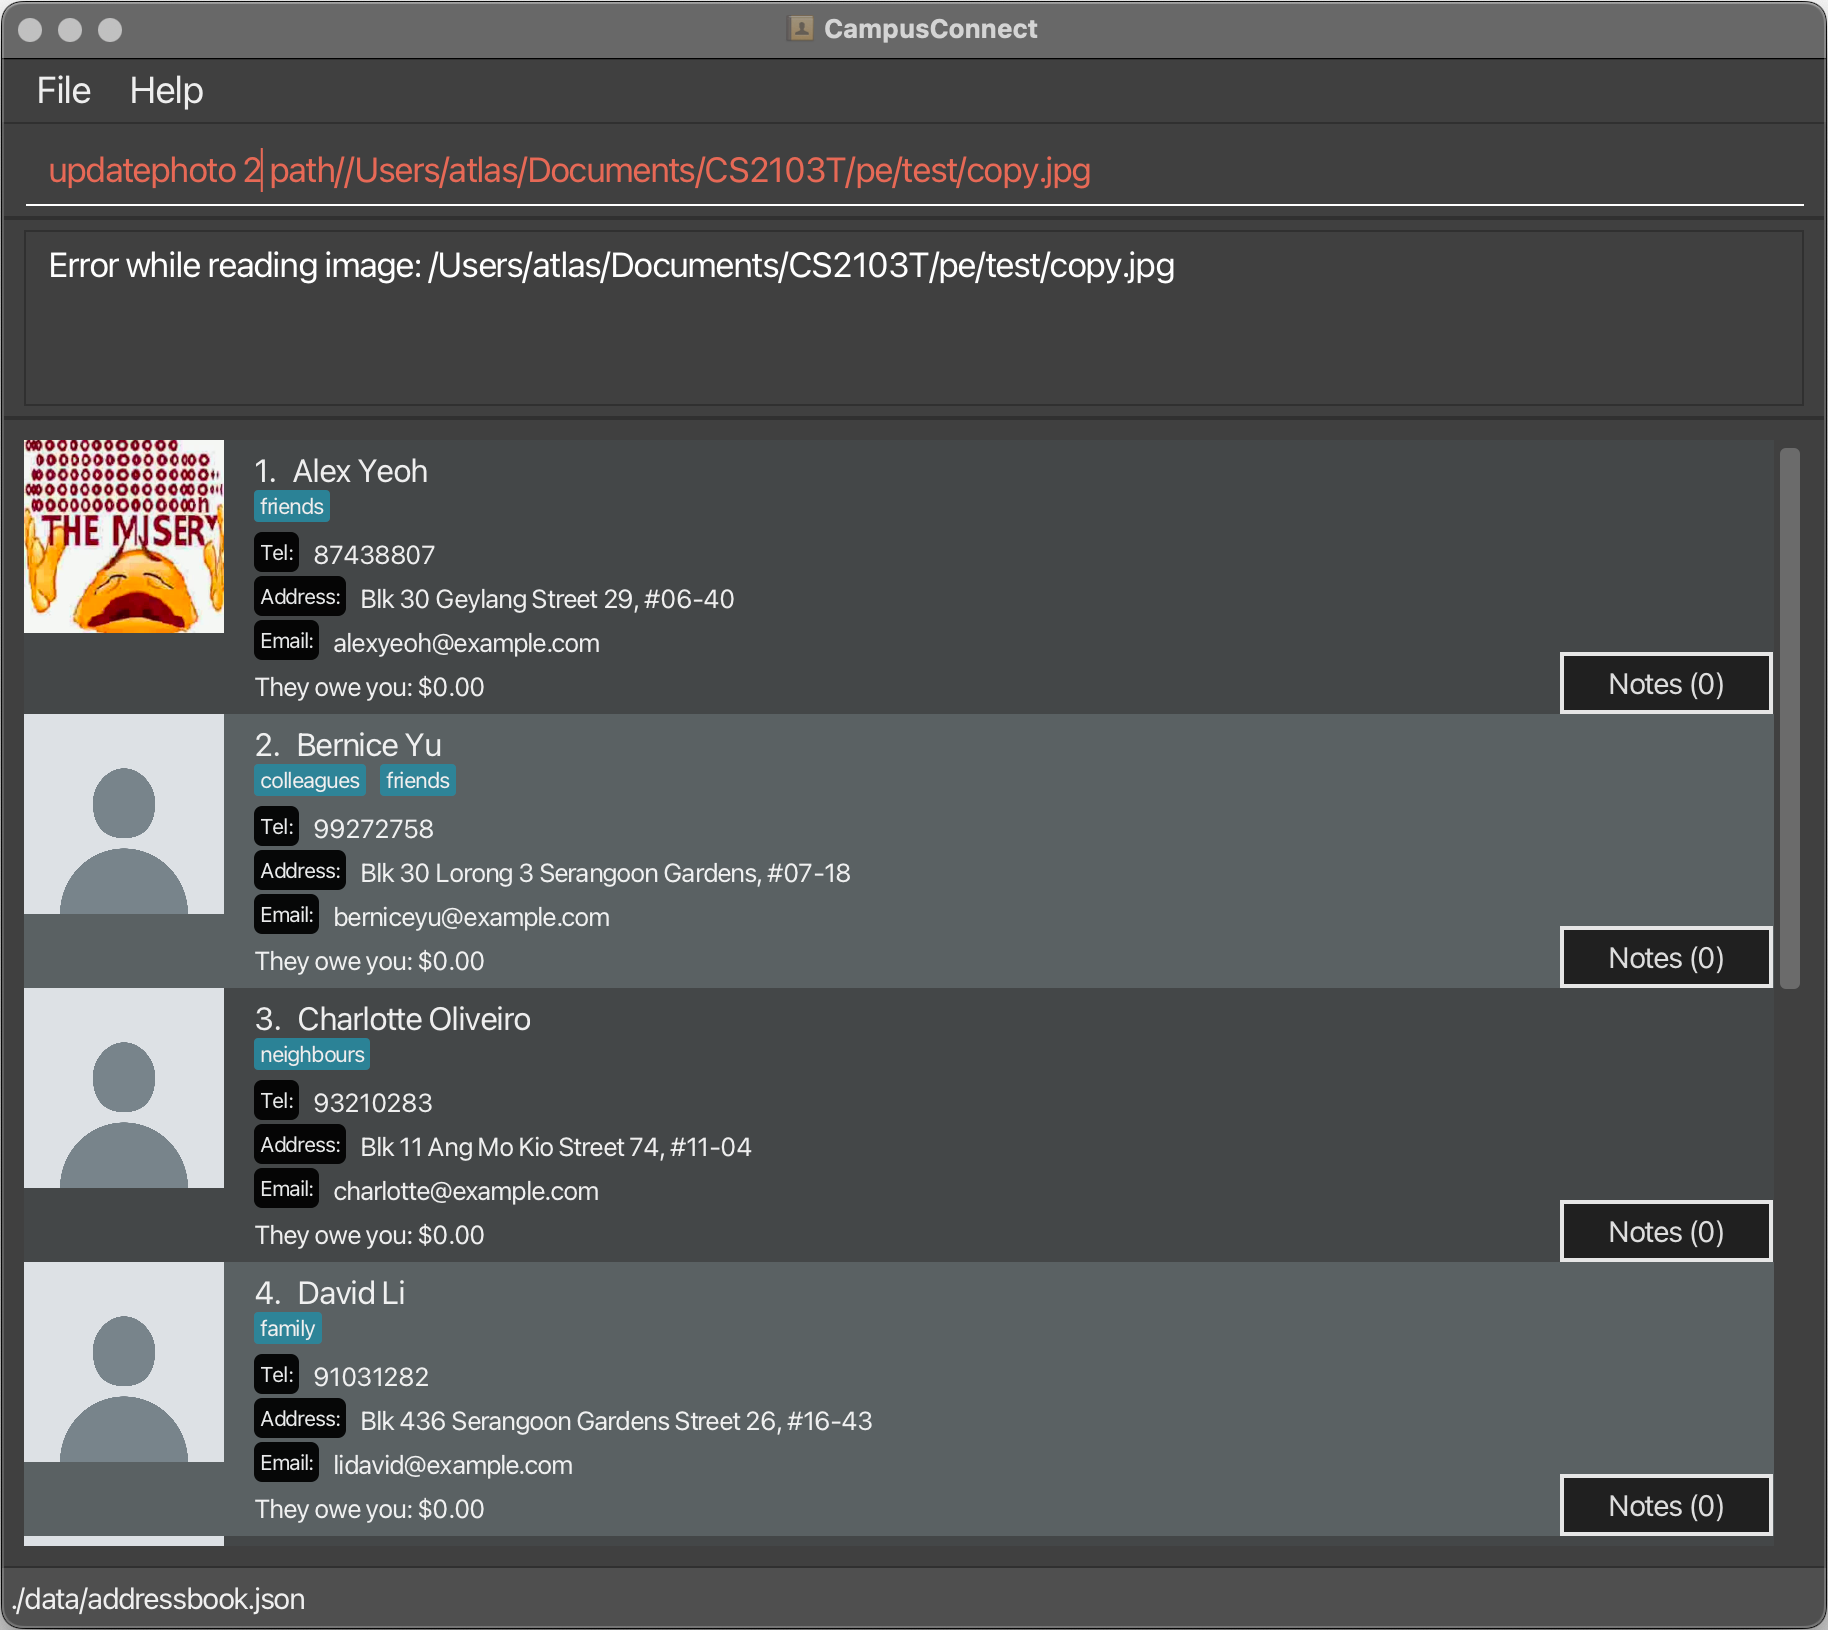 CampusConnect
File Help
updatephoto 2 path//Users/atlas/Documents/CS2103T/pe/test/copy.jpg
Error while reading image: /Users/atlas/Documents/CS2103T/pe/test/copy.jpg
THE MISERY
1. Alex Yeoh
friends
Tel: 87438807
Address: Blk 30 Geylang Street 29, #06-40
Email: alexyeoh@example.com
They owe you: $0.00
Notes (0)
2. Bernice Yu
colleagues friends
Tel: 99272758
Address: Blk 30 Lorong 3 Serangoon Gardens, #07-18
Email: berniceyu@example.com
They owe you: $0.00
Notes (0)
3. Charlotte Oliveiro
neighbours
Tel: 93210283
Address: Blk 11 Ang Mo Kio Street 74, #11-04
Email: charlotte@example.com
They owe you: $0.00
Notes (0)
4. David Li
family
Tel: 91031282
Address: Blk 436 Serangoon Gardens Street 26, #16-43
Email: lidavid@example.com
They owe you: $0.00
Notes (0)
./data/addressbook.json